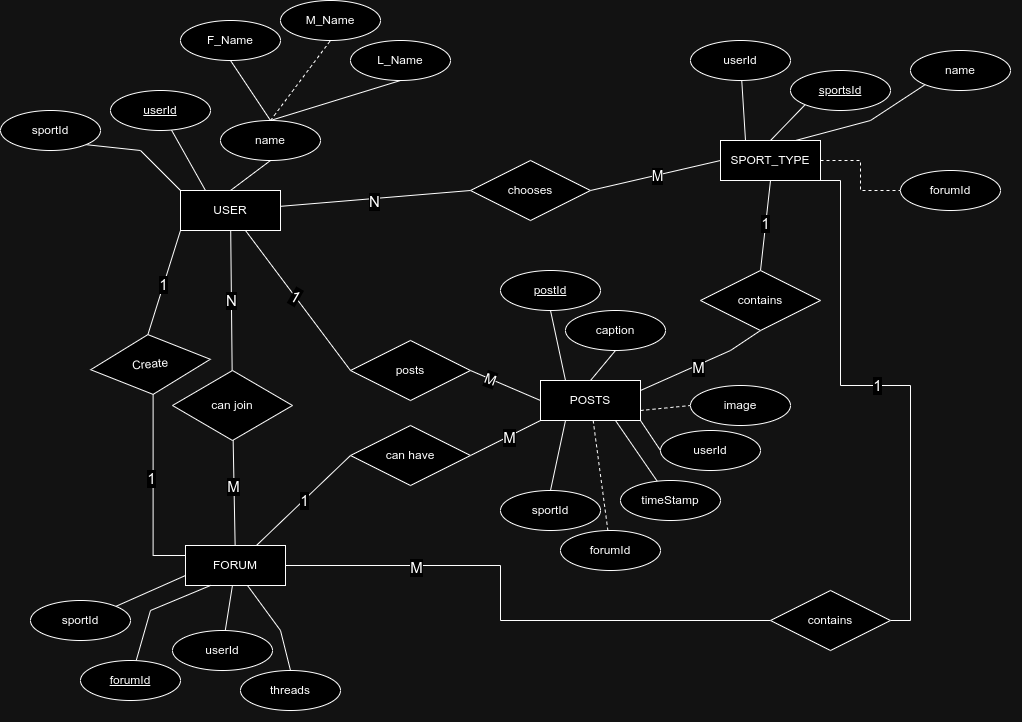 M_Name
F_Name
L_Name
userId
sportId
name
userId
sportsId
name
USER
N
chooses
M
SPORT_TYPE
forumId
1
1
N
1
postId
contains
caption
Create
can join
posts
M
POSTS
M
image
1
userId
can have
M
1
M
1
timeStamp
sportId
forumId
FORUM
M
sportId
forumId
userId
threads
contains